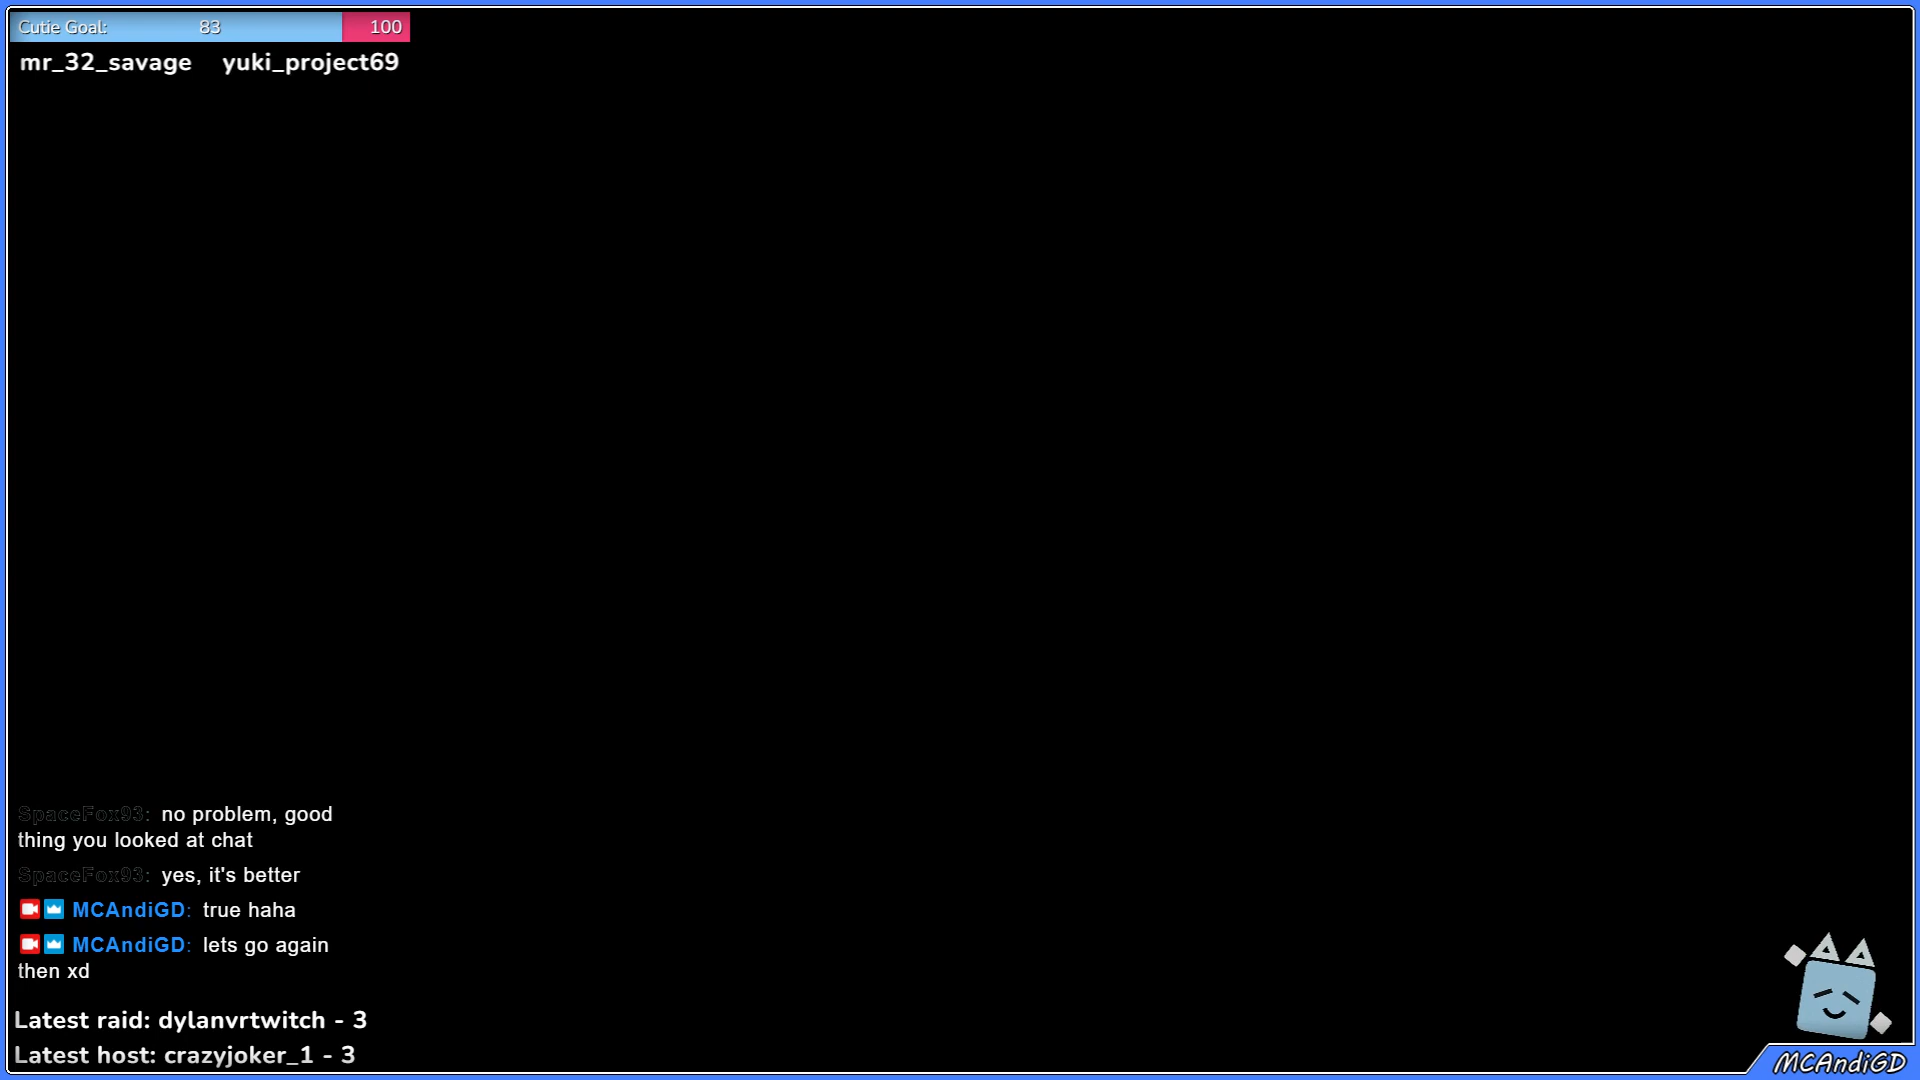 Cutie Goal: 83 100
mr_32_savage yuki_project69
SpaceFox93: no problem, good
thing you looked at chat
SpaceFox93: yes, it's better
MCAndiGD: true haha
MCAndiGD: lets go again
then xd
Latest raid: dylanvrtwitch - 3
Latest host: crazyjoker_1 - 3
MCAndiGD